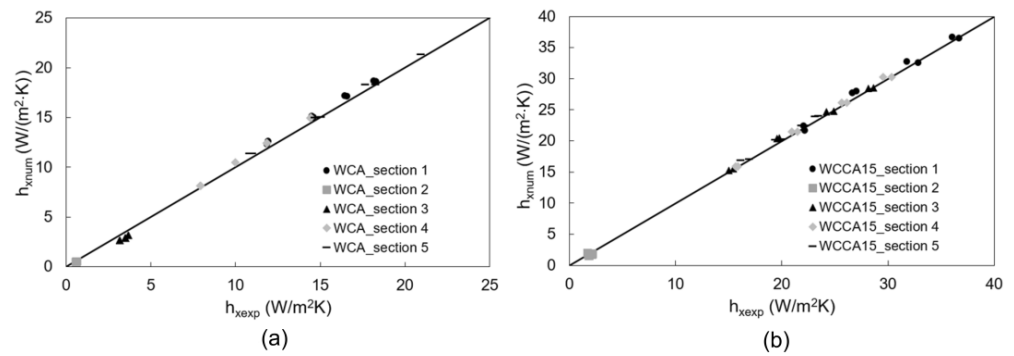 25
20
15
10
5
0
h_xnum (W/(m²·K))
WCA_section 1
WCA_section 2
WCA_section 3
WCA_section 4
WCA_section 5
0 5 10 15 20 25
h_xexp (W/m²K)
(a)
40
35
30
25
20
15
10
5
0
h_xnum (W/(m²·K))
WCCA15_section 1
WCCA15_section 2
WCCA15_section 3
WCCA15_section 4
WCCA15_section 5
0 10 20 30 40
h_xexp (W/m²K)
(b)